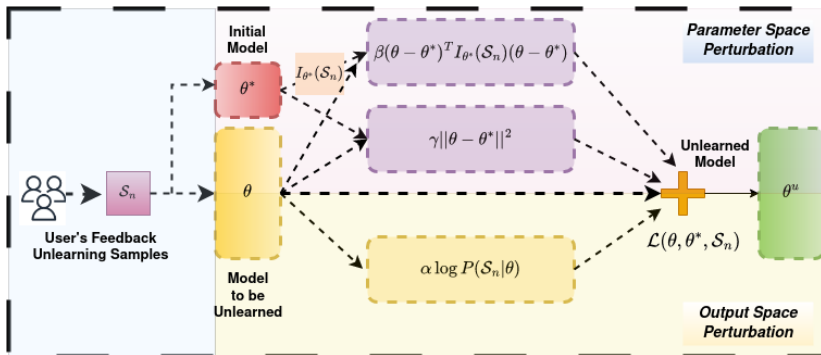 Initial
Model
θ*
I_{θ*}(𝒮_n)
β(θ − θ*)^T I_{θ*}(𝒮_n)(θ − θ*)
Parameter Space
Perturbation
γ||θ − θ*||²
𝒮_n
User's Feedback
Unlearning Samples
θ
Model
to be
Unlearned
Unlearned
Model
θ^u
ℒ(θ, θ*, 𝒮_n)
α log P(𝒮_n|θ)
Output Space
Perturbation